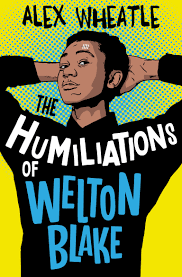 ALEX WHEATLE
THE
HUMILIATIONS
OF
WELTON
BLAKE